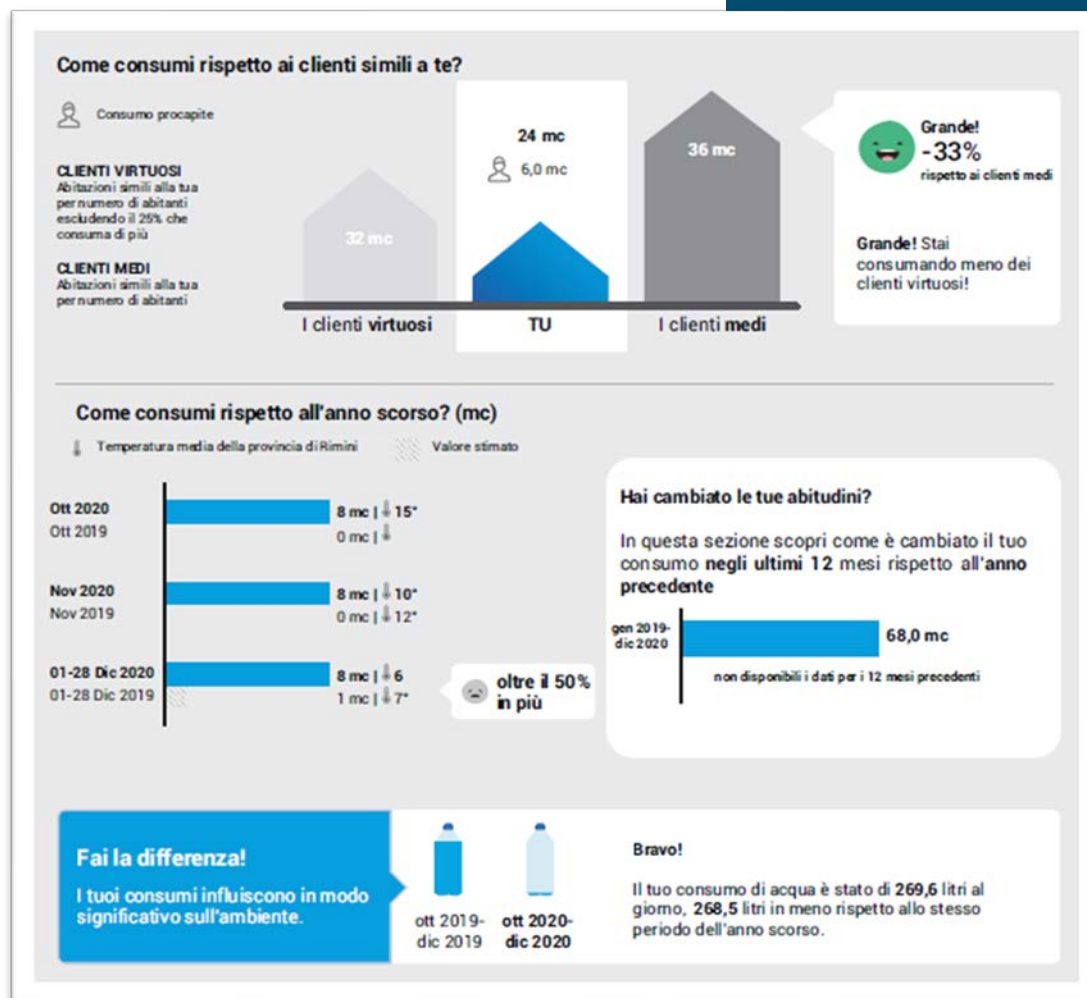 Come consumi rispetto ai clienti simili a te?
Consumo procapite
CLIENTI VIRTUOSI
Abitazioni simili alla tua
per numero di abitanti
escludendo il 25% che
consuma di più
CLIENTI MEDI
Abitazioni simili alla tua
per numero di abitanti
32 mc
I clienti virtuosi
24 mc
6,0 mc
TU
36 mc
I clienti medi
Grande!
-33%
rispetto ai clienti medi
Grande! Stai
consumando meno dei
clienti virtuosi!
Come consumi rispetto all'anno scorso? (mc)
Temperatura media della provincia di Rimini
Valore stimato
Ott 2020
8 mc | 15°
Ott 2019
0 mc |
Nov 2020
8 mc | 10°
Nov 2019
0 mc | 12°
01-28 Dic 2020
8 mc | 6
01-28 Dic 2019
1 mc | 7°
oltre il 50%
in più
Hai cambiato le tue abitudini?
In questa sezione scopri come è cambiato il tuo
consumo negli ultimi 12 mesi rispetto all'anno
precedente
gen 2019-
dic 2020
68,0 mc
non disponibili i dati per i 12 mesi precedenti
Fai la differenza!
I tuoi consumi influiscono in modo
significativo sull'ambiente.
ott 2019-
dic 2019
ott 2020-
dic 2020
Bravo!
Il tuo consumo di acqua è stato di 269,6 litri al
giorno, 268,5 litri in meno rispetto allo stesso
periodo dell'anno scorso.